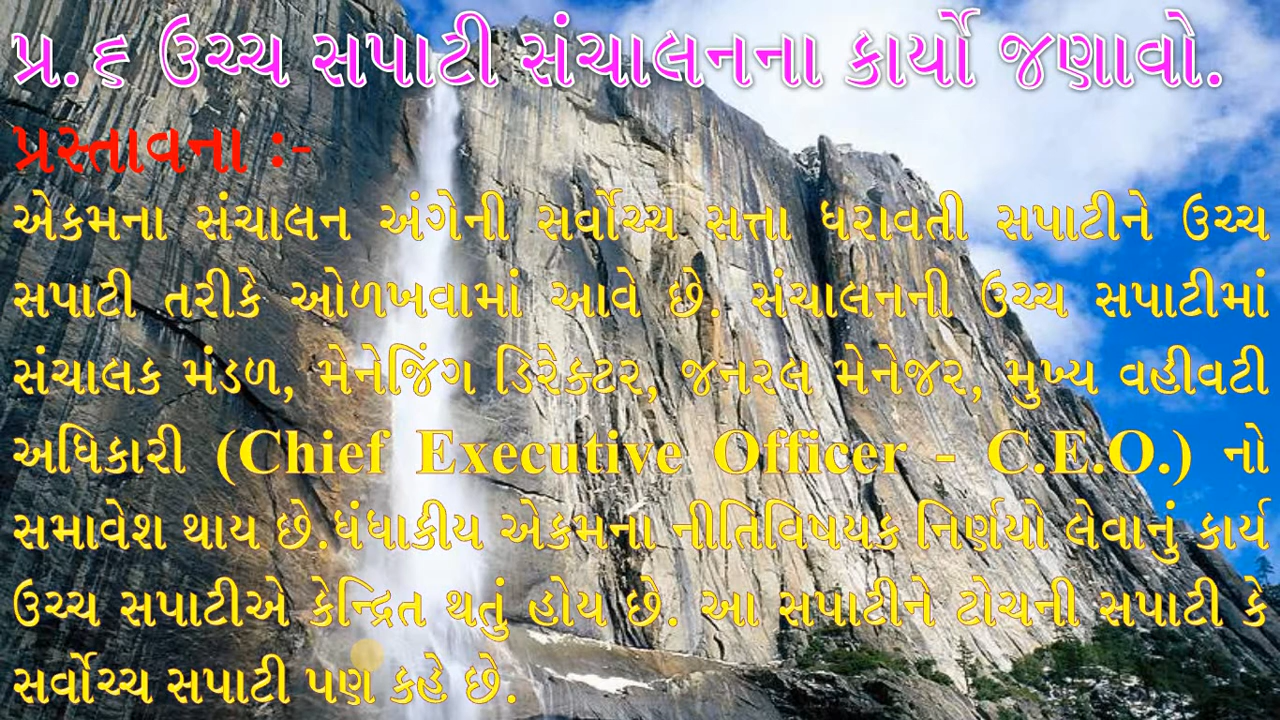 પ્ર.૬ ઉચ્ચ સપાટી સંચાલનના કાર્યો જણાવો.
પ્રસ્તાવના :-
એકમના સંચાલન અંગેની સર્વોચ્ચ સત્તા ધરાવતી સપાટીને ઉચ્ચ
સપાટી તરીકે ઓળખવામાં આવે છે. સંચાલનની ઉચ્ચ સપાટીમાં
સંચાલક મંડળ, મેનેજિંગ ડિરેક્ટર, જનરલ મેનેજર, મુખ્ય વહીવટી
અધિકારી (Chief Executive Officer - C.E.O.) નો
સમાવેશ થાય છે.ધંધાકીય એકમના નીતિવિષયક નિર્ણયો લેવાનું કાર્ય
ઉચ્ચ સપાટીએ કેન્દ્રિત થતું હોય છે. આ સપાટીને ટોચની સપાટી કે
સર્વોચ્ચ સપાટી પણ કહે છે.